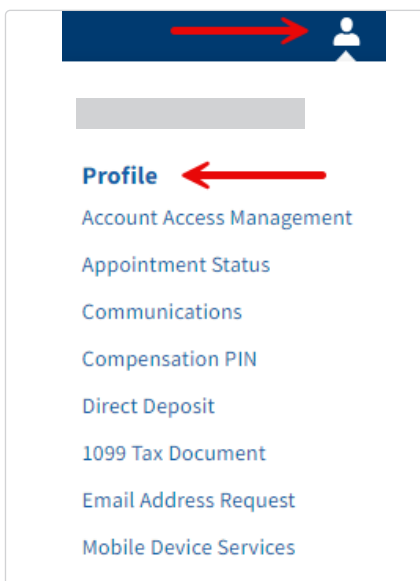 Profile
Account Access Management
Appointment Status
Communications
Compensation PIN
Direct Deposit
1099 Tax Document
Email Address Request
Mobile Device Services